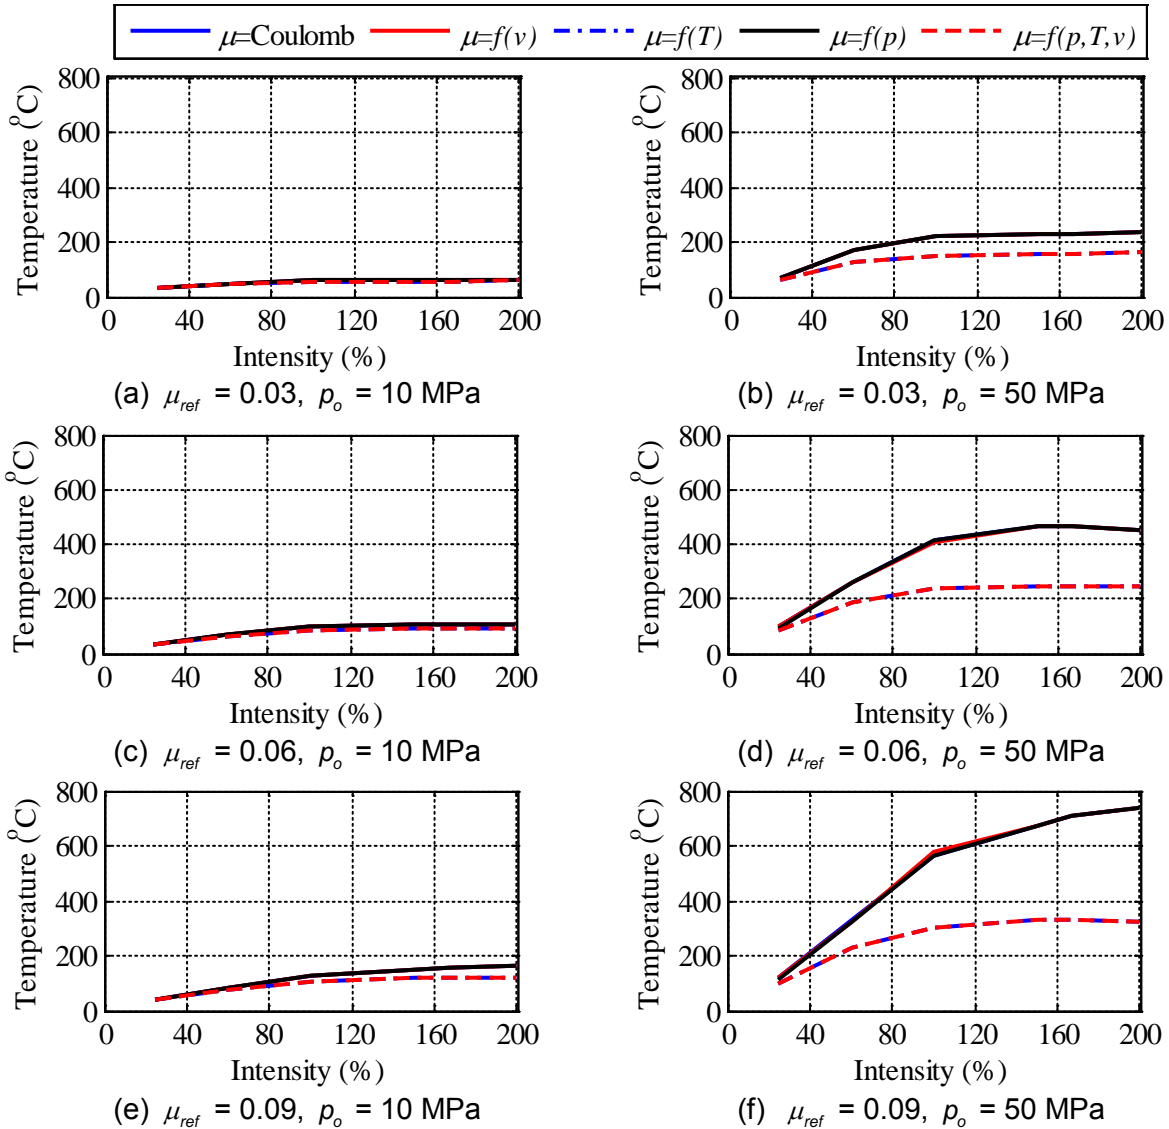 μ=Coulomb μ=f(v) μ=f(T) μ=f(p) μ=f(p,T,v)
800
600
400
200
0
Temperature (°C)
0 40 80 120 160 200
Intensity (%)
(a) μref = 0.03, po = 10 MPa
800
600
400
200
0
Temperature (°C)
0 40 80 120 160 200
Intensity (%)
(b) μref = 0.03, po = 50 MPa
800
600
400
200
0
Temperature (°C)
0 40 80 120 160 200
Intensity (%)
(c) μref = 0.06, po = 10 MPa
800
600
400
200
0
Temperature (°C)
0 40 80 120 160 200
Intensity (%)
(d) μref = 0.06, po = 50 MPa
800
600
400
200
0
Temperature (°C)
0 40 80 120 160 200
Intensity (%)
(e) μref = 0.09, po = 10 MPa
800
600
400
200
0
Temperature (°C)
0 40 80 120 160 200
Intensity (%)
(f) μref = 0.09, po = 50 MPa